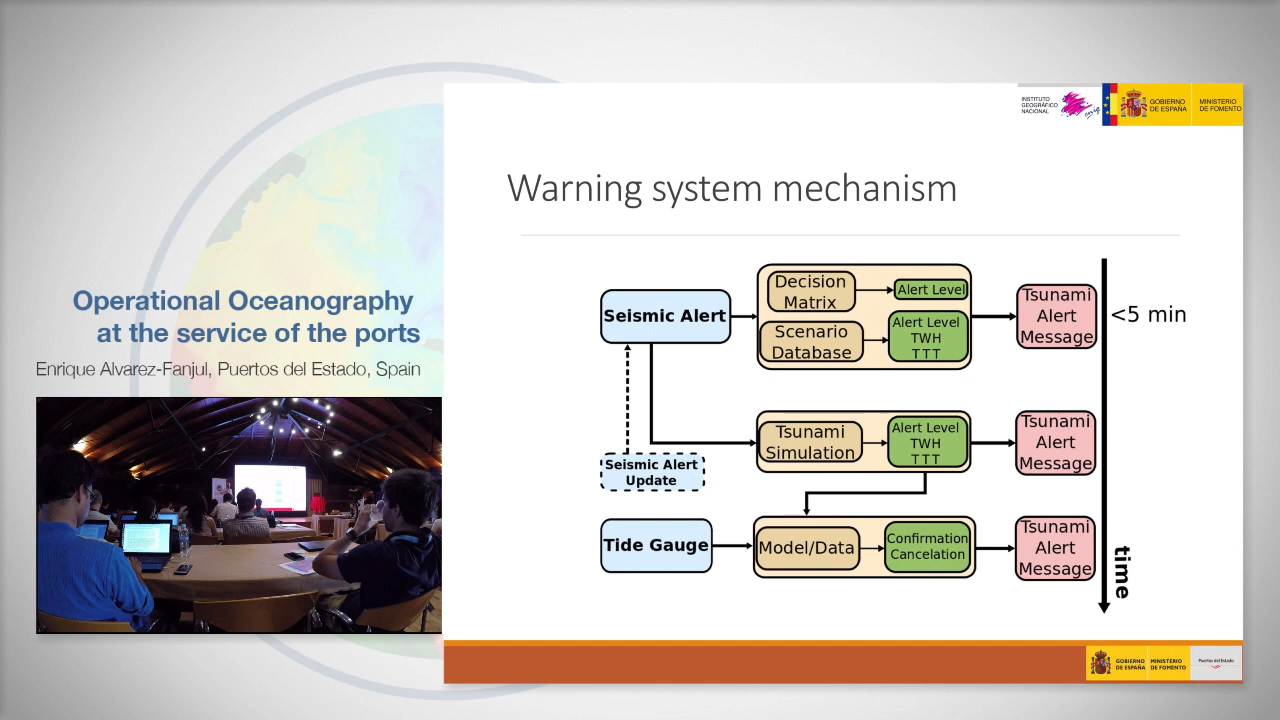 INSTITUTO
GEOGRÁFICO
NACIONAL
GOBIERNO
DE ESPAÑA
MINISTERIO
DE FOMENTO
Warning system mechanism
Operational Oceanography
at the service of the ports
Enrique Alvarez-Fanjul, Puertos del Estado, Spain
Seismic Alert
Decision
Matrix
Alert Level
Scenario
Database
Alert Level
TWH
TTT
Tsunami
Alert
Message
<5 min
Tsunami
Simulation
Alert Level
TWH
TTT
Tsunami
Alert
Message
Seismic Alert
Update
Tide Gauge
Model/Data
Confirmation
Cancelation
Tsunami
Alert
Message
time
GOBIERNO
DE ESPAÑA
MINISTERIO
DE FOMENTO
Puertos del Estado